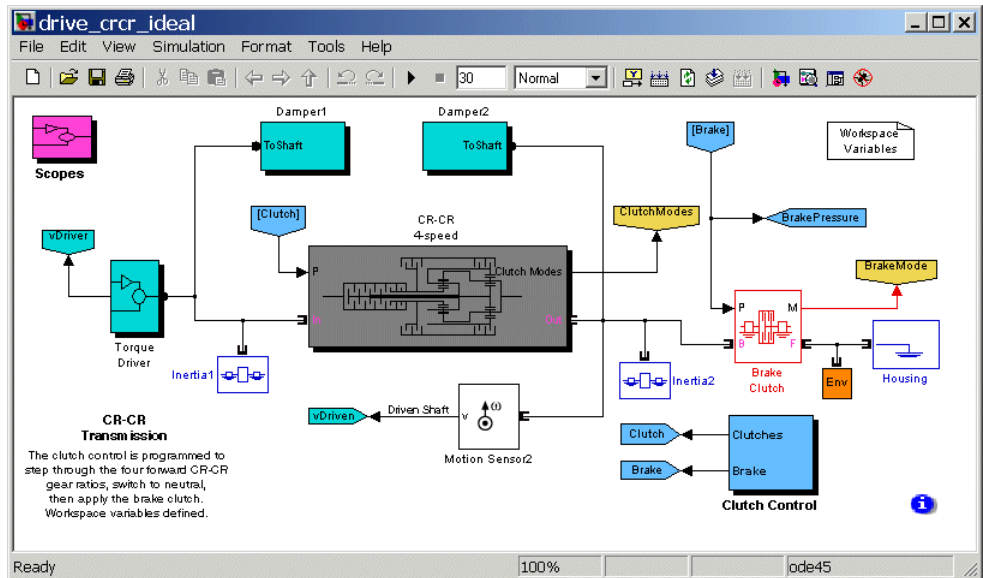 drive_crcr_ideal
File Edit View Simulation Format Tools Help
30 Normal
Damper1
Damper2
ToShaft
ToShaft
[Brake]
Workspace
Variables
Scopes
[Clutch]
CR-CR
4-speed
ClutchModes
BrakePressure
vDriver
P
Clutch Modes
In
Out
BrakeMode
P
M
B
F
Torque
Driver
Inertia1
Inertia2
Brake
Clutch
Env
Housing
vDriven
Driven Shaft
v
ω
Motion Sensor2
CR-CR
Transmission
The clutch control is programmed to
step through the four forward CR-CR
gear ratios, switch to neutral,
then apply the brake clutch.
Workspace variables defined.
Clutch
Clutches
Brake
Brake
Clutch Control
i
Ready
100%
ode45